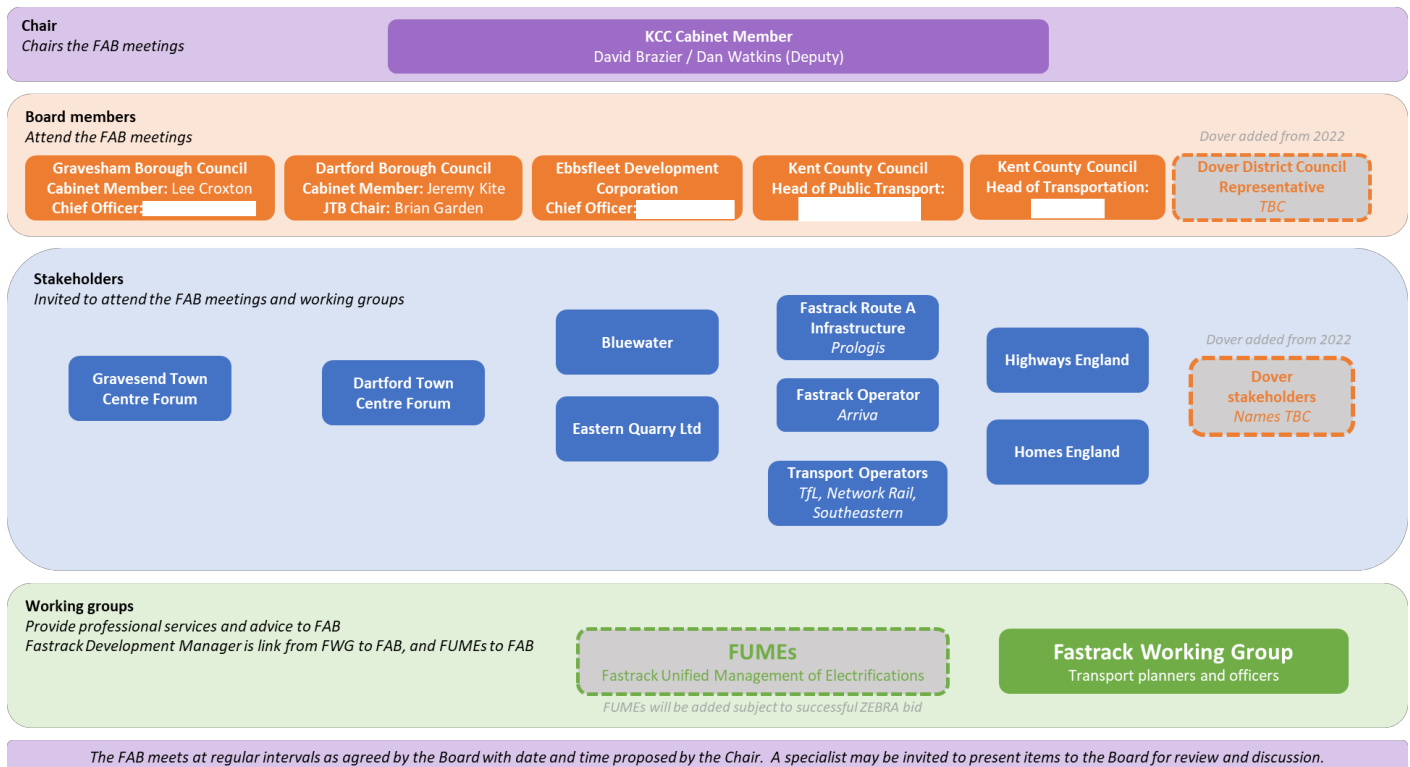 Chair
Chairs the FAB meetings
KCC Cabinet Member
David Brazier / Dan Watkins (Deputy)
Board members
Attend the FAB meetings
Dover added from 2022
Gravesham Borough Council
Cabinet Member: Lee Croxton
Chief Officer:
Dartford Borough Council
Cabinet Member: Jeremy Kite
JTB Chair: Brian Garden
Ebbsfleet Development
Corporation
Chief Officer:
Kent County Council
Head of Public Transport:
Kent County Council
Head of Transportation:
Dover District Council
Representative
TBC
Stakeholders
Invited to attend the FAB meetings and working groups
Gravesend Town
Centre Forum
Dartford Town
Centre Forum
Bluewater
Eastern Quarry Ltd
Fastrack Route A
Infrastructure
Prologis
Fastrack Operator
Arriva
Transport Operators
TfL, Network Rail,
Southeastern
Highways England
Homes England
Dover added from 2022
Dover
stakeholders
Names TBC
Working groups
Provide professional services and advice to FAB
Fastrack Development Manager is link from FWG to FAB, and FUMEs to FAB
FUMEs
Fastrack Unified Management of Electrifications
FUMEs will be added subject to successful ZEBRA bid
Fastrack Working Group
Transport planners and officers
The FAB meets at regular intervals as agreed by the Board with date and time proposed by the Chair. A specialist may be invited to present items to the Board for review and discussion.